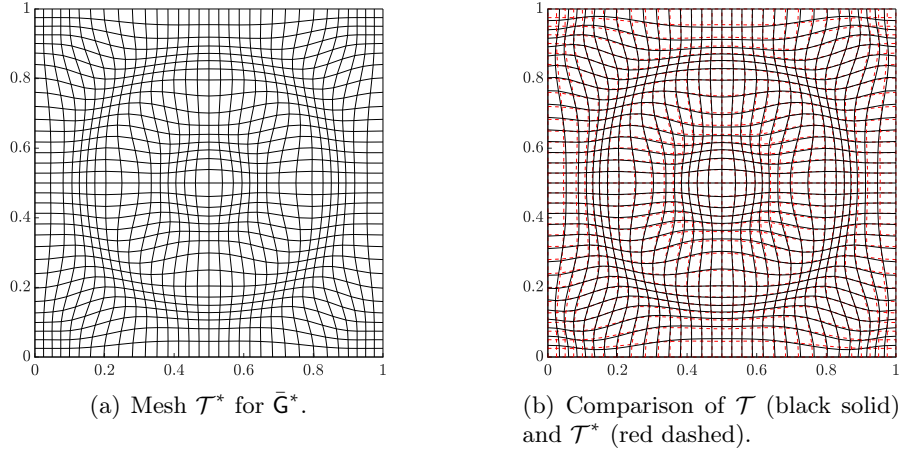 1
0.8
0.6
0.4
0.2
0
0 0.2 0.4 0.6 0.8 1
(a) Mesh 𝒯* for Ḡ*.
1
0.8
0.6
0.4
0.2
0
0 0.2 0.4 0.6 0.8 1
(b) Comparison of 𝒯 (black solid)
and 𝒯* (red dashed).